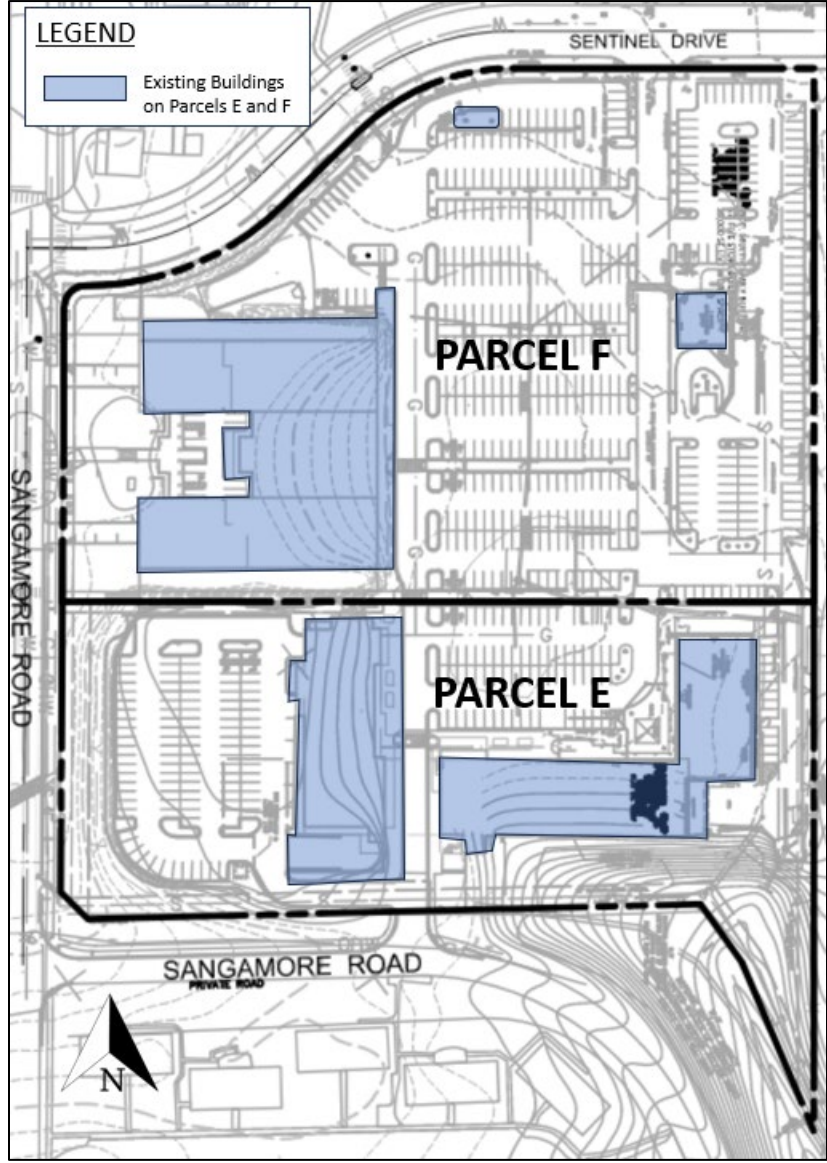 LEGEND
Existing Buildings
on Parcels E and F
SENTINEL DRIVE
PARCEL F
SANGAMORE ROAD
PARCEL E
SANGAMORE ROAD
PRIVATE ROAD
N